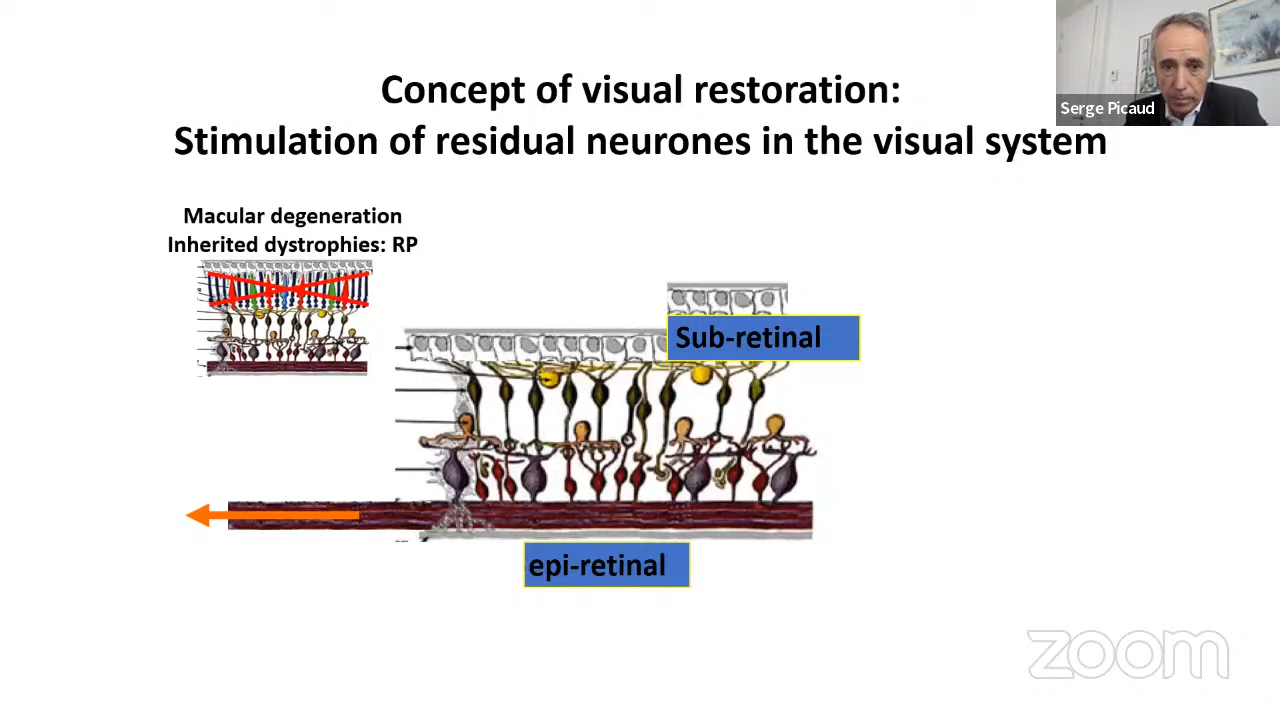 Concept of visual restoration:
Stimulation of residual neurones in the visual system
Serge Picaud
Macular degeneration
Inherited dystrophies: RP
Sub-retinal
epi-retinal
zoom